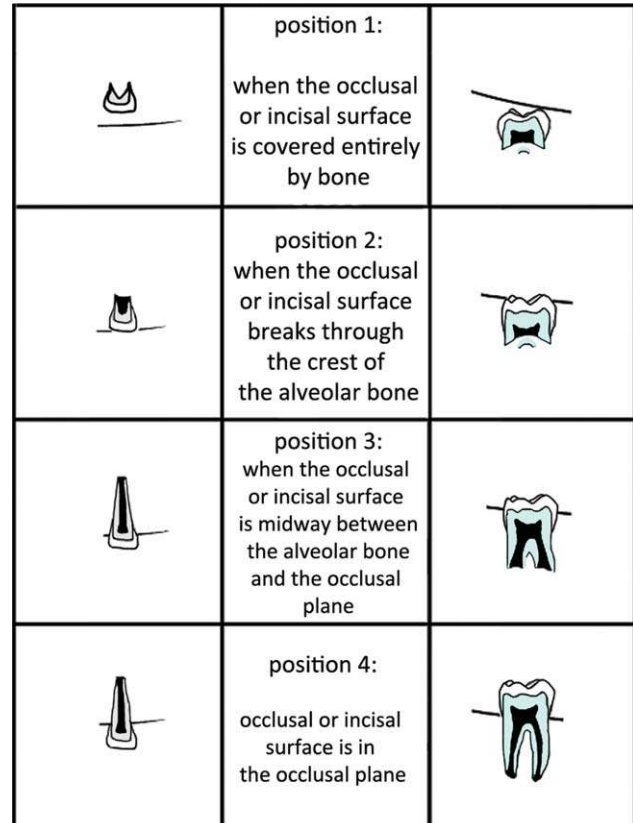 position 1:
when the occlusal
or incisal surface
is covered entirely
by bone
position 2:
when the occlusal
or incisal surface
breaks through
the crest of
the alveolar bone
position 3:
when the occlusal
or incisal surface
is midway between
the alveolar bone
and the occlusal
plane
position 4:
occlusal or incisal
surface is in
the occlusal plane